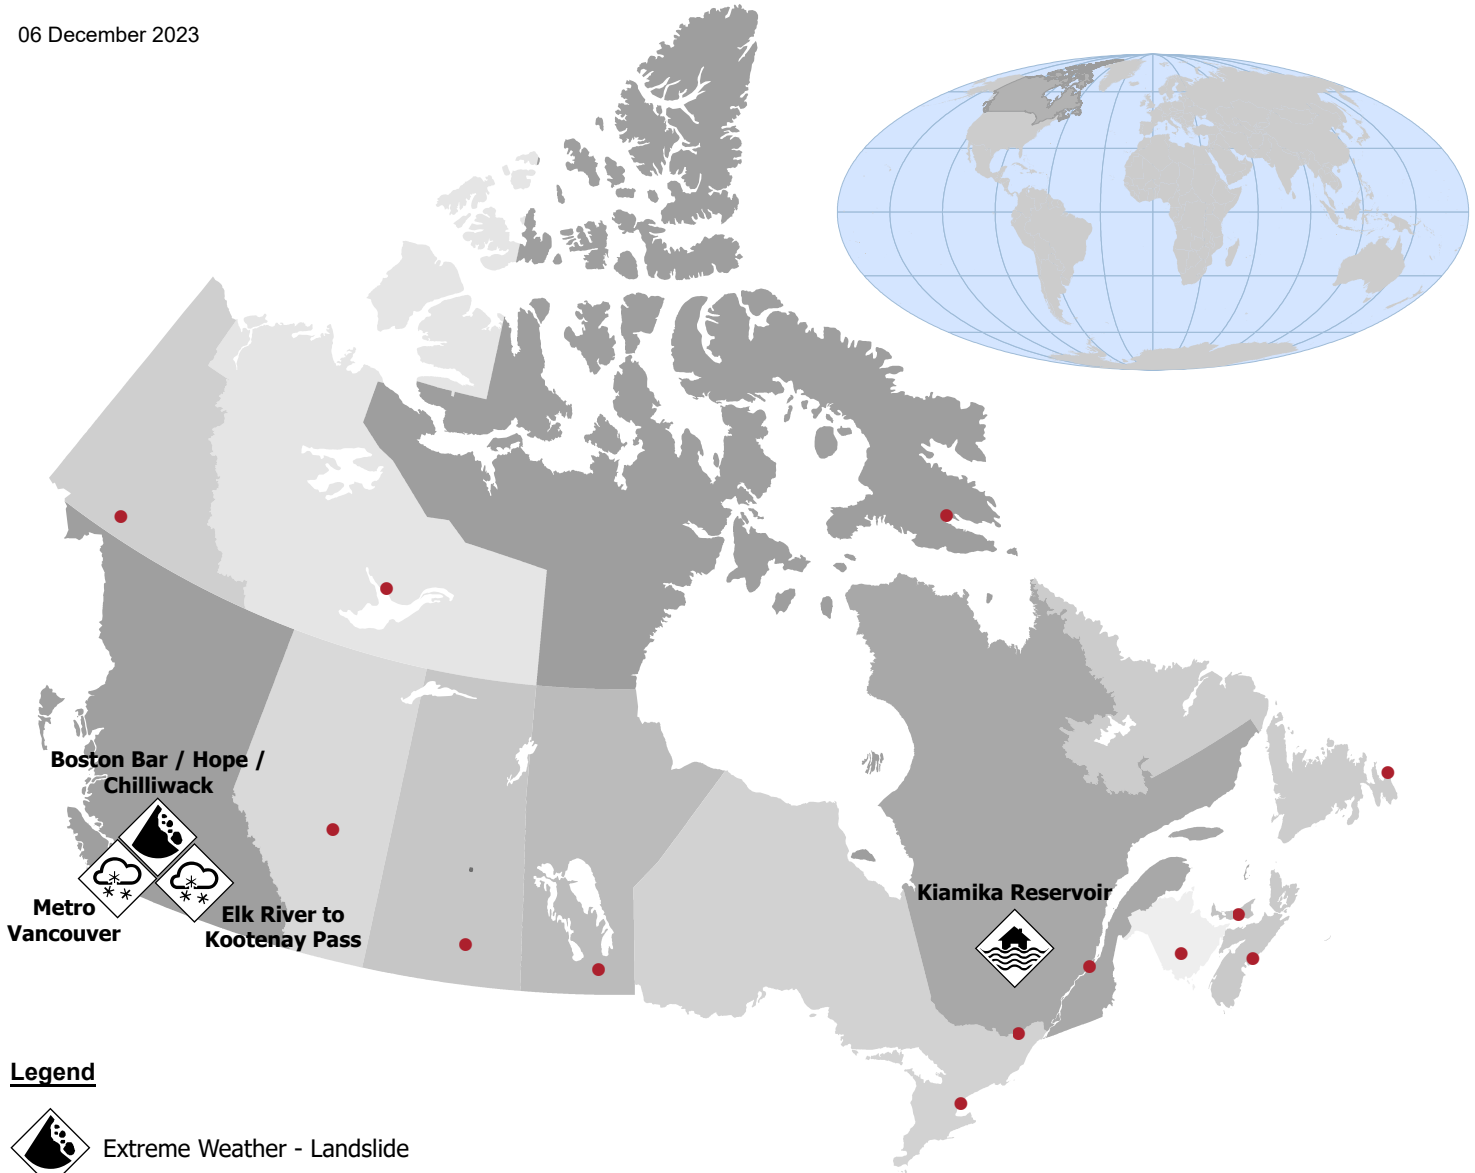 06 December 2023
Boston Bar / Hope /
Chilliwack
Metro
Vancouver
Elk River to
Kootenay Pass
Kiamika Reservoir
Legend
Extreme Weather - Landslide